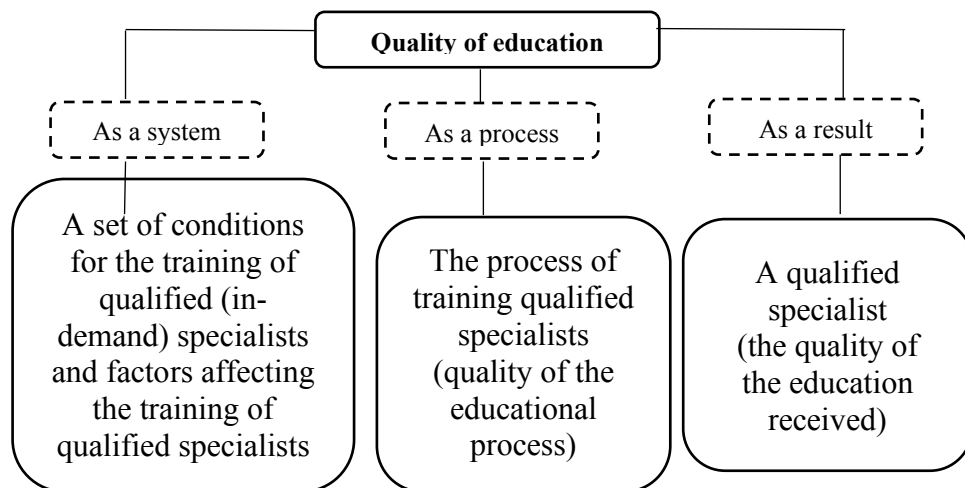 Quality of education
As a system
As a process
As a result
A set of conditions
for the training of
qualified (in-
demand) specialists
and factors affecting
the training of
qualified specialists
The process of
training qualified
specialists
(quality of the
educational
process)
A qualified
specialist
(the quality of
the education
received)